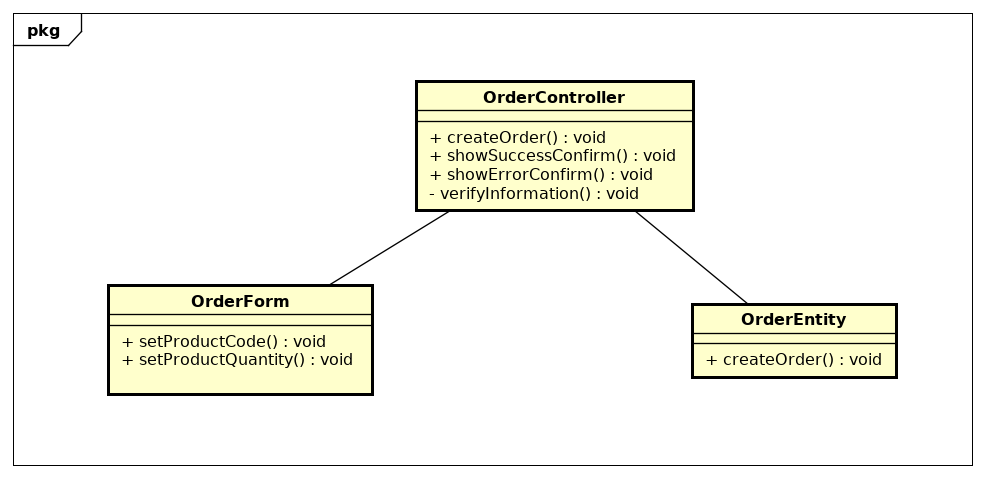 pkg
OrderController
+ createOrder() : void
+ showSuccessConfirm() : void
+ showErrorConfirm() : void
- verifyInformation() : void
OrderForm
+ setProductCode() : void
+ setProductQuantity() : void
OrderEntity
+ createOrder() : void